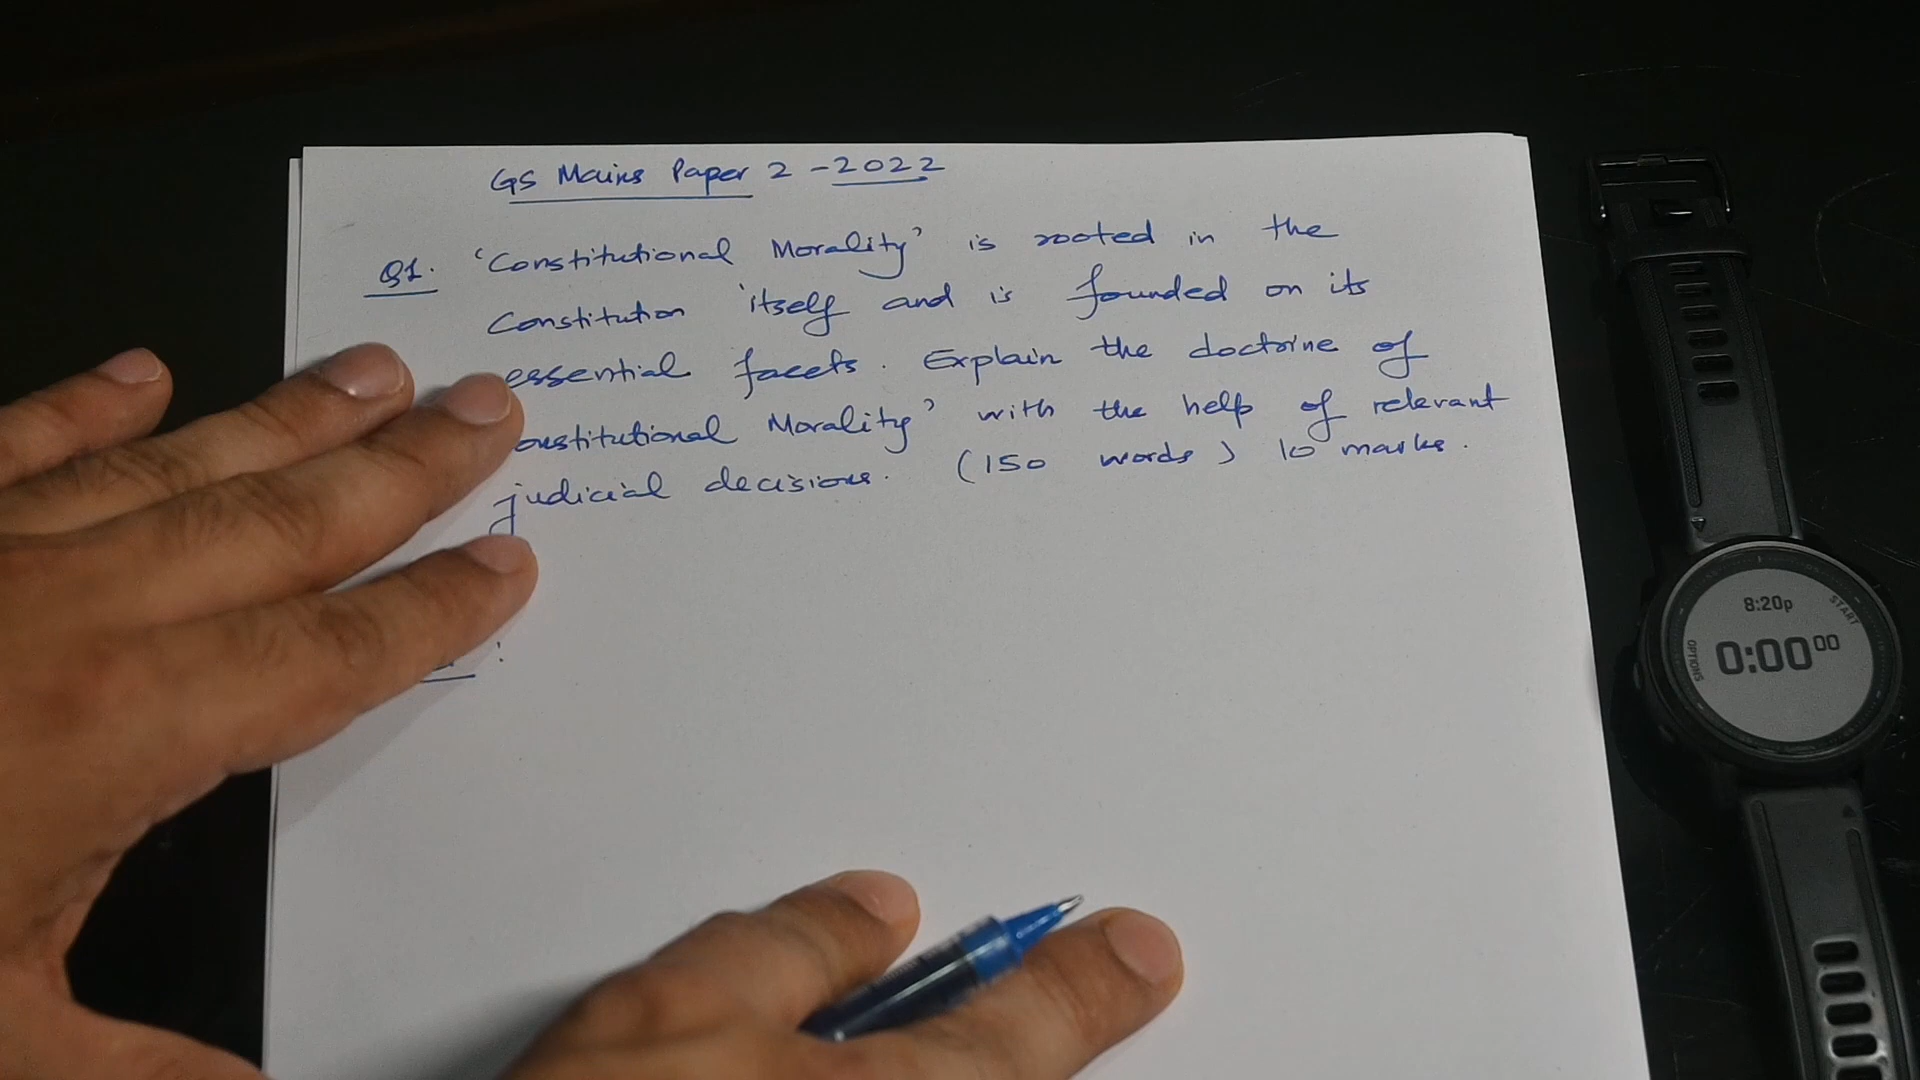 GS Mains Paper 2 - 2022
Q1. 'Constitutional Morality' is rooted in the
Constitution itself and is founded on its
essential facets. Explain the doctrine of
onstitutional Morality' with the help of relevant
judicial decisions. (150 words) 10 marks.
:
8:20p
START
0:00 00
OPTIONS